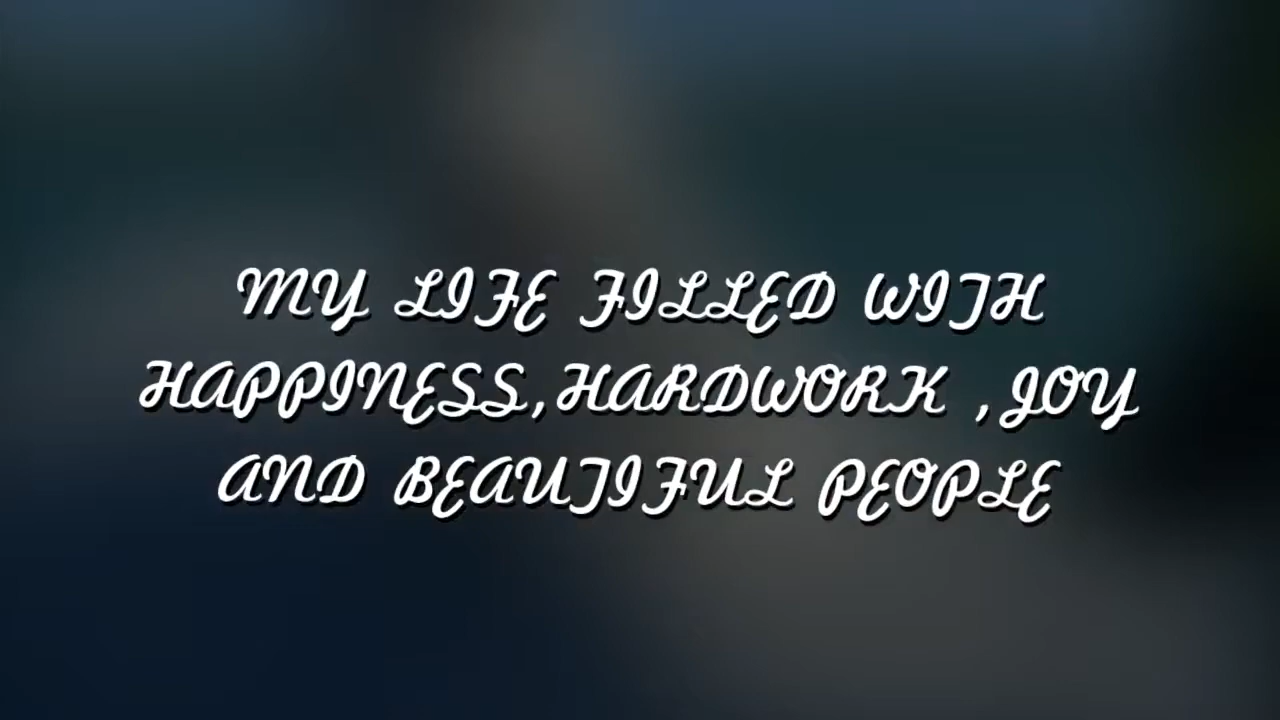 MY LIFE FILLED WITH
HAPPINESS,HARDWORK ,JOY
AND BEAUTIFUL PEOPLE